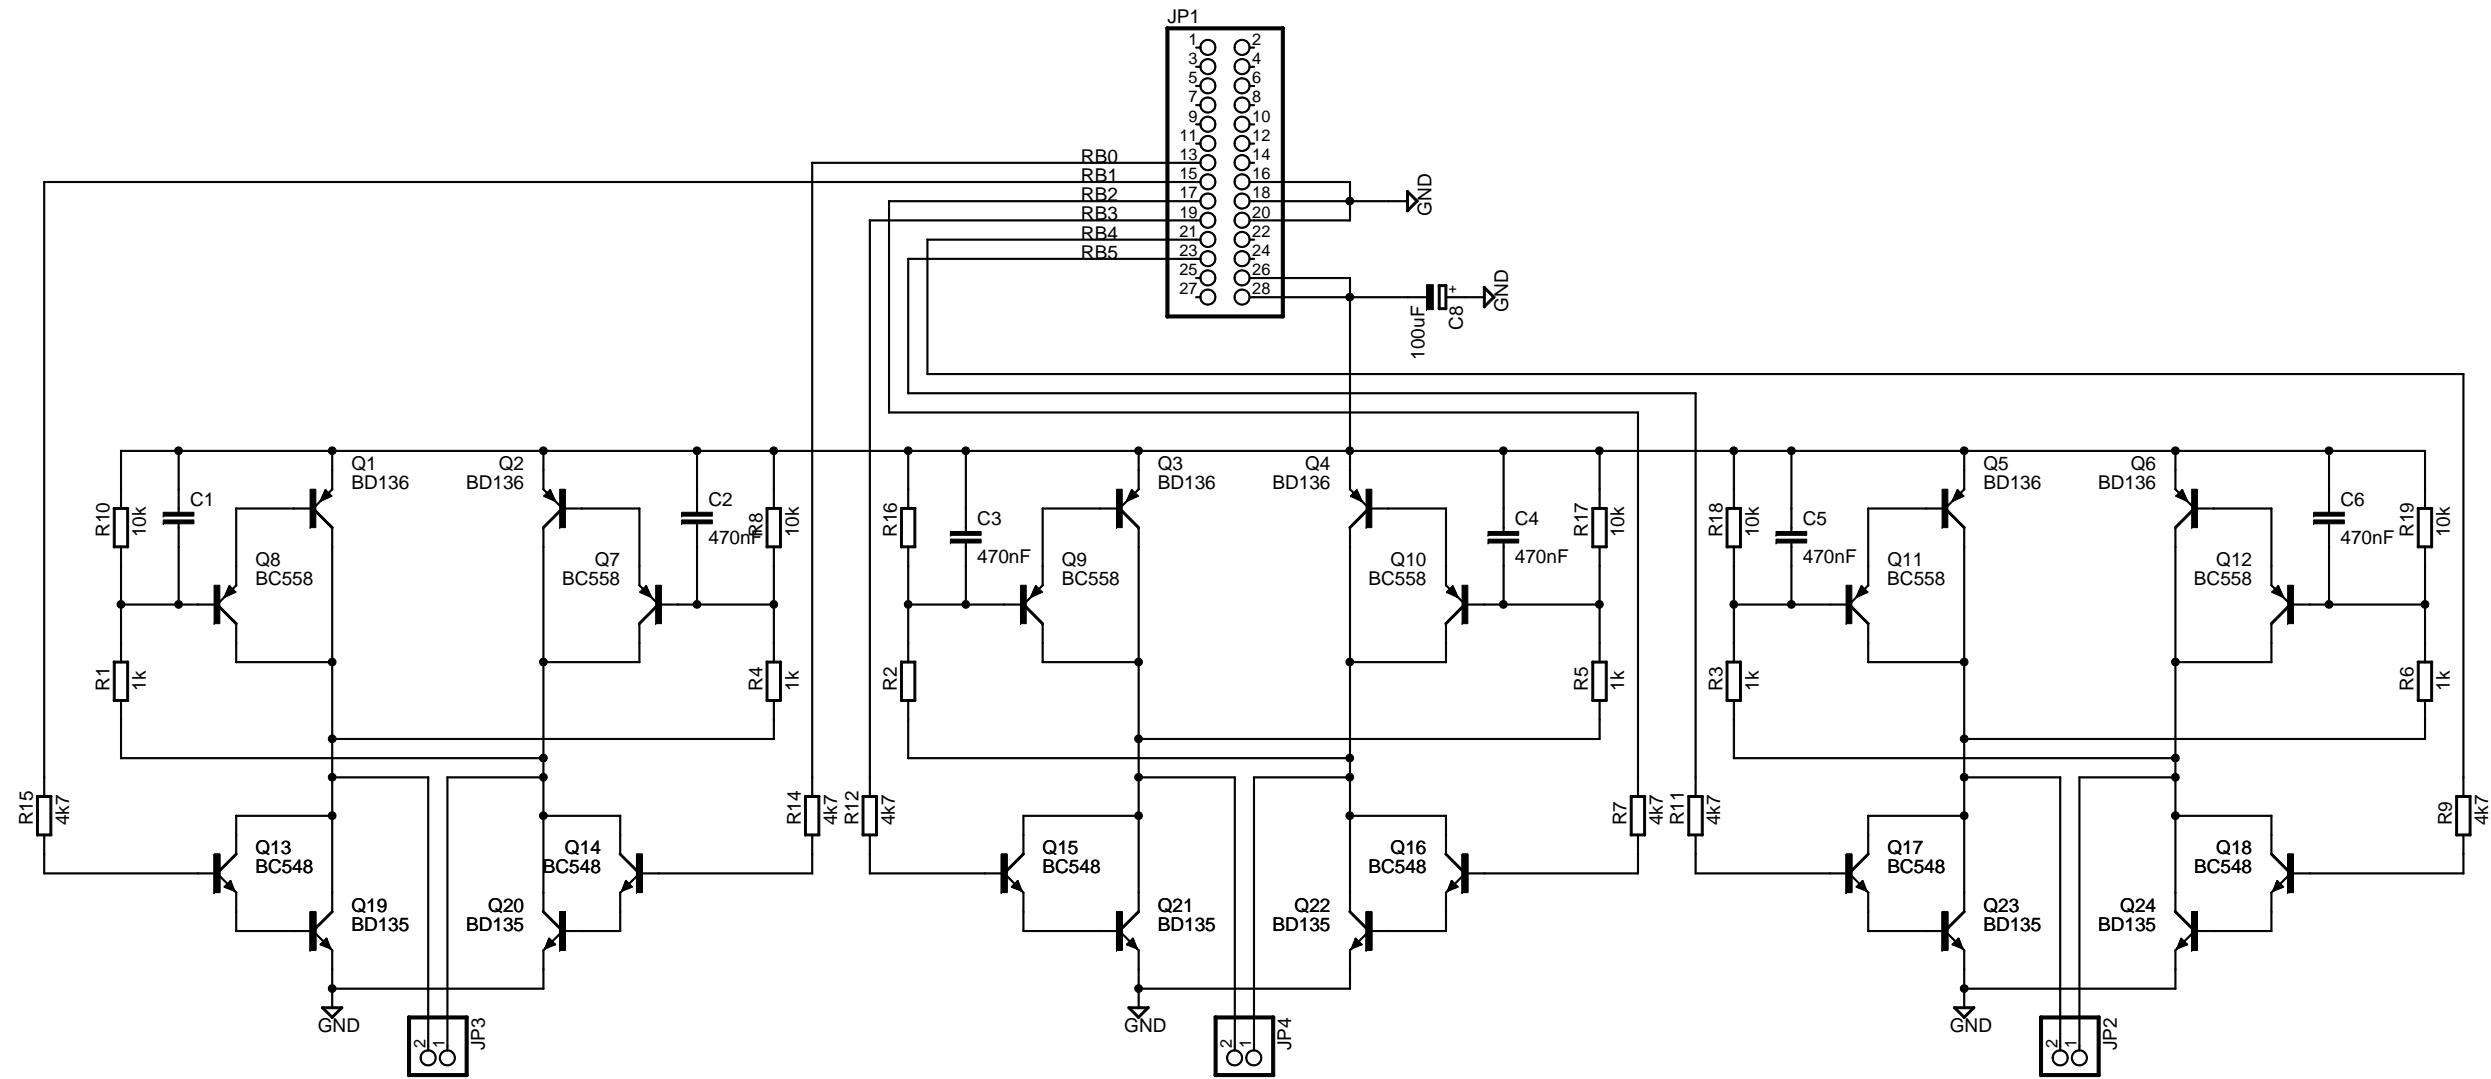 JP1
1 2
3 4
5 6
7 8
9 10
11 12
RB0 13 14
RB1 15 16
RB2 17 18
RB3 19 20
RB4 21 22
RB5 23 24
25 26
27 28
GND
GND
100uF
C8
+
Q1
BD136
Q2
BD136
Q3
BD136
Q4
BD136
Q5
BD136
Q6
BD136
R10
10k
C1
C2
470nF
R8
10k
R16
C3
470nF
C4
470nF
R17
10k
R18
10k
C5
470nF
C6
470nF
R19
10k
Q8
BC558
Q7
BC558
Q9
BC558
Q10
BC558
Q11
BC558
Q12
BC558
R1
1k
R4
1k
R2
R5
1k
R3
1k
R6
1k
R15
4k7
R14
4k7
R12
4k7
R7
4k7
R11
4k7
R9
4k7
Q13
BC548
Q14
BC548
Q15
BC548
Q16
BC548
Q17
BC548
Q18
BC548
Q19
BD135
Q20
BD135
Q21
BD135
Q22
BD135
Q23
BD135
Q24
BD135
GND
GND
GND
2 1
JP3
2 1
JP4
2 1
JP2